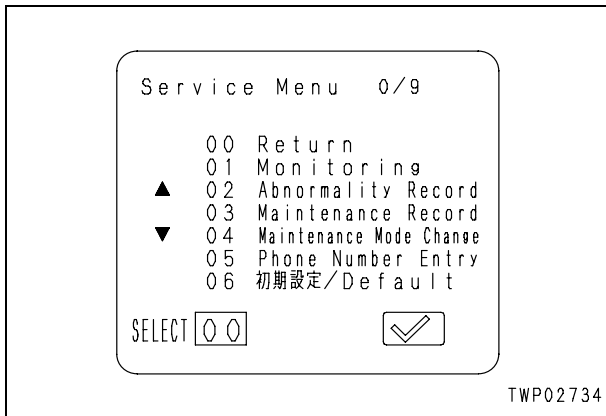 Service Menu 0/9
00 Return
01 Monitoring
▲ 02 Abnormality Record
03 Maintenance Record
▼ 04 Maintenance Mode Change
05 Phone Number Entry
06 初期設定/Default
SELECT 00
TWP02734